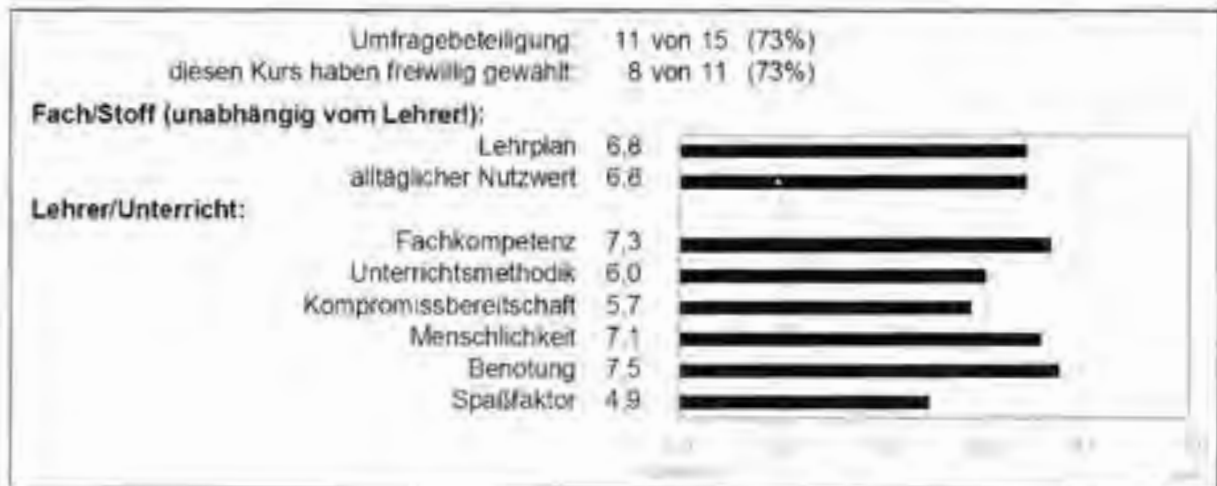 Umfragebeteiligung: 11 von 15 (73%)
diesen Kurs haben freiwillig gewählt: 8 von 11 (73%)
Fach/Stoff (unabhängig vom Lehrer!):
Lehrplan 6,8
alltäglicher Nutzwert 6,8
Lehrer/Unterricht:
Fachkompetenz 7,3
Unterrichtsmethodik 6,0
Kompromissbereitschaft 5,7
Menschlichkeit 7,1
Benotung 7,5
Spaßfaktor 4,9